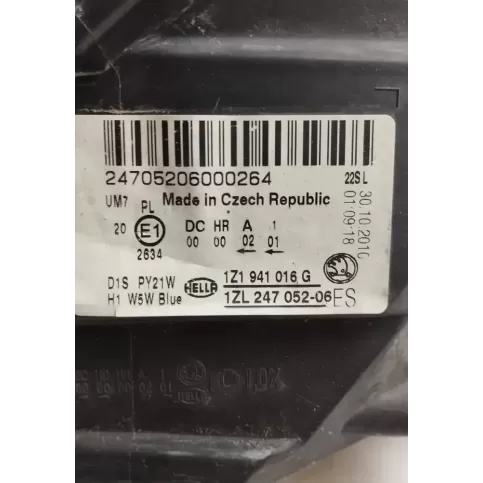 24705206000264
22S L
UM7 PL Made in Czech Republic
30.10.2010
01:09:18
20 E1 DC HR A 1
00 00 02 01
2634
D1S PY21W HELLA 1Z1 941 016 G
H1 W5W Blue 1ZL 247 052-06 ES